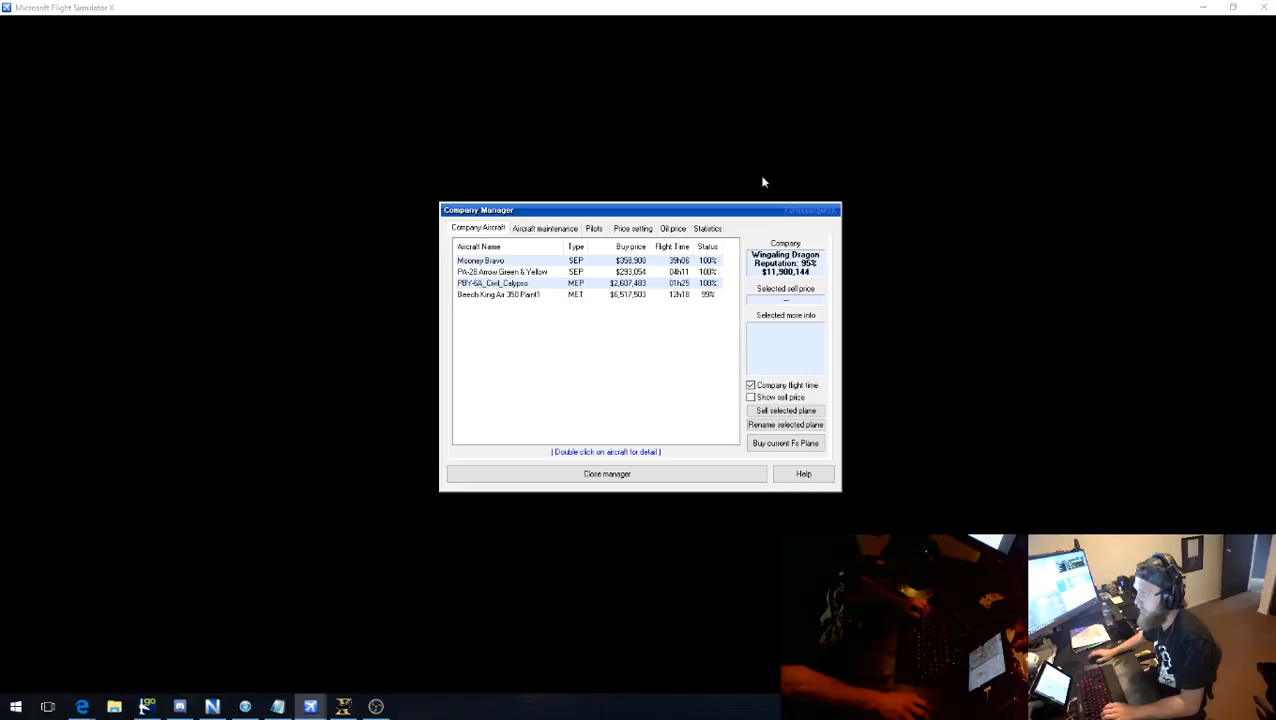 Microsoft Flight Simulator X
Company Manager
FsPassengersX
Company Aircraft Aircraft maintenance Pilots Price setting Oil price Statistics
Aircraft Name Type Buy price Flight Time Status
Mooney Bravo SEP $358,900 39h06 100%
PA-28 Arrow Green & Yellow SEP $293,054 04h11 100%
PBY-6A_Civil_Calypso MEP $2,607,483 01h25 100%
Beech King Air 350 Paint1 MET $6,517,503 12h18 99%
Company
Wingaling Dragon
Reputation: 95%
$11,900,144
Selected sell price
--
Selected more info
Company flight time
Show sell price
Sell selected plane
Rename selected plane
Buy current Fs Plane
[ Double click on aircraft for detail ]
Close manager
Help